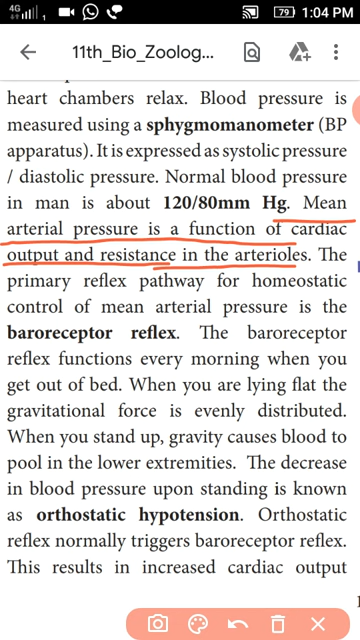 4G
79
1:04 PM
11th_Bio_Zoolog...
heart chambers relax. Blood pressure is
measured using a sphygmomanometer (BP
apparatus). It is expressed as systolic pressure
/ diastolic pressure. Normal blood pressure
in man is about 120/80mm Hg. Mean
arterial pressure is a function of cardiac
output and resistance in the arterioles. The
primary reflex pathway for homeostatic
control of mean arterial pressure is the
baroreceptor reflex. The baroreceptor
reflex functions every morning when you
get out of bed. When you are lying flat the
gravitational force is evenly distributed.
When you stand up, gravity causes blood to
pool in the lower extremities. The decrease
in blood pressure upon standing is known
as orthostatic hypotension. Orthostatic
reflex normally triggers baroreceptor reflex.
This results in increased cardiac output